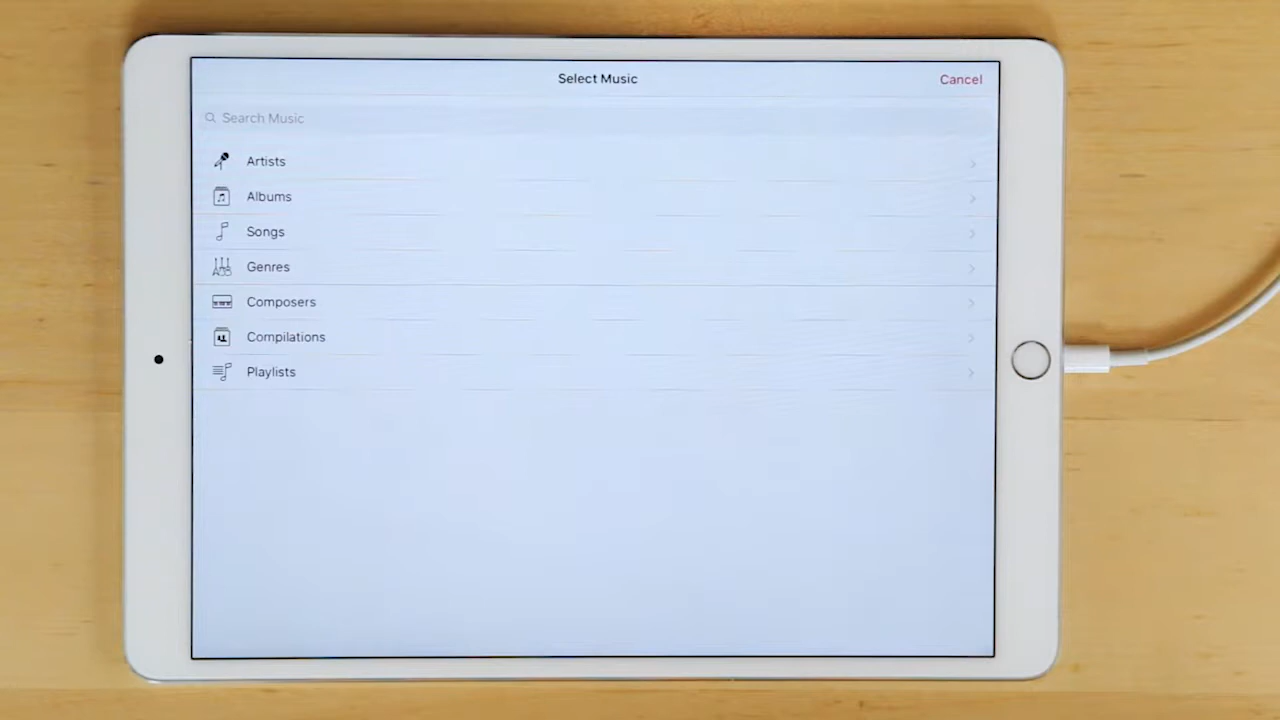 Select Music
Cancel
Search Music
Artists
Albums
Songs
Genres
Composers
Compilations
Playlists